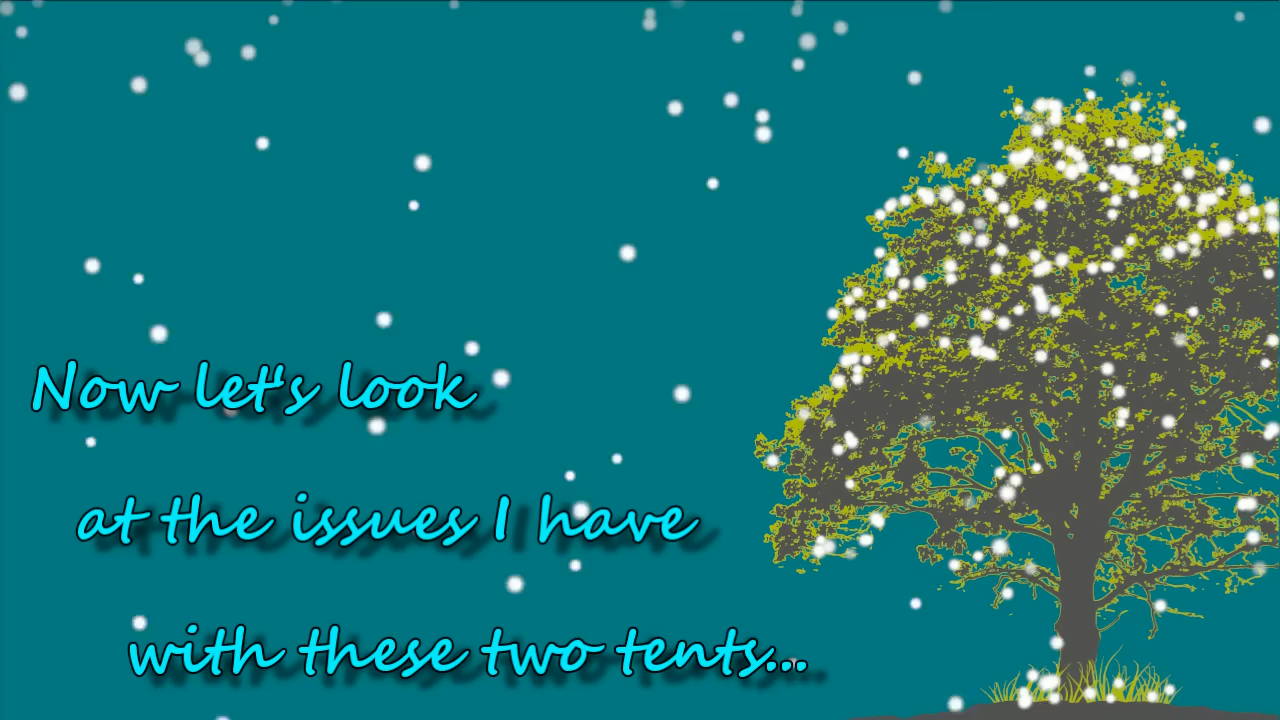 Now let's look
at the issues I have
with these two tents...